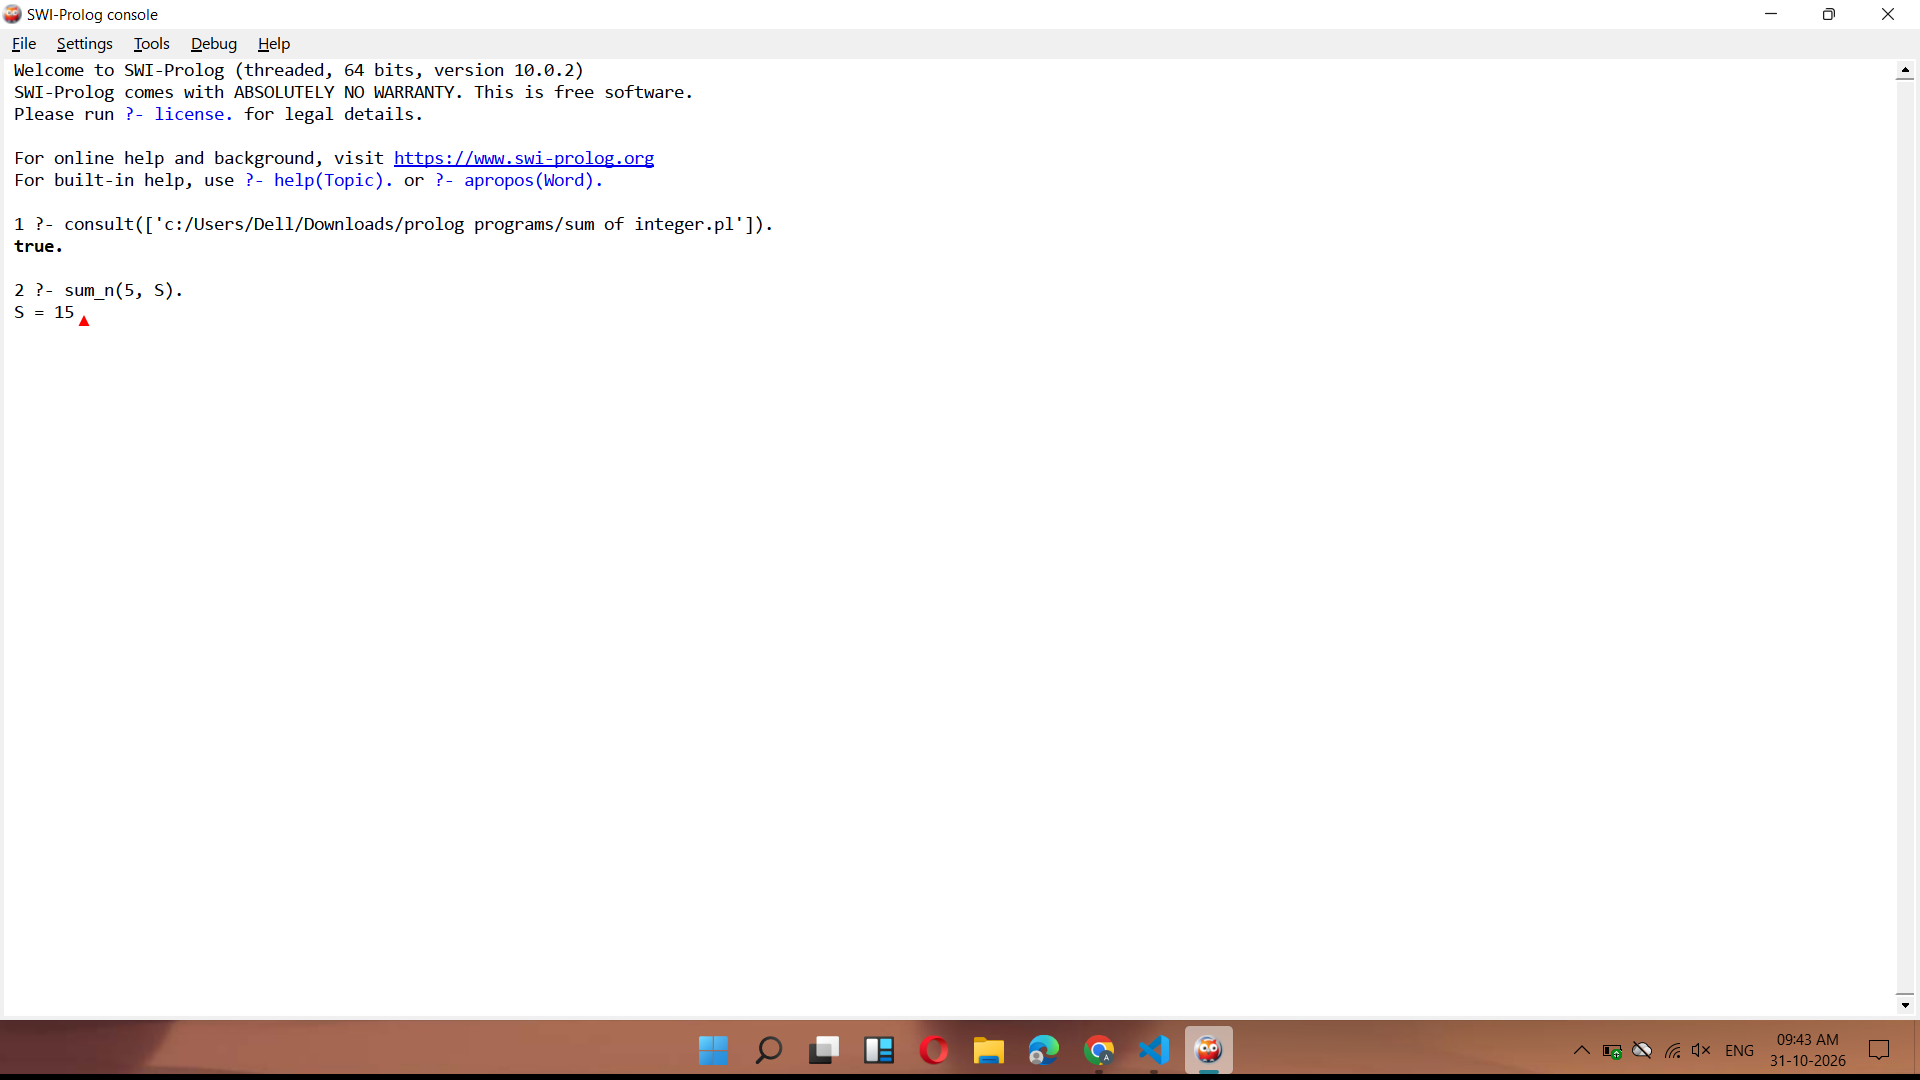 SWI-Prolog console
File Settings Tools Debug Help
Welcome to SWI-Prolog (threaded, 64 bits, version 10.0.2)
SWI-Prolog comes with ABSOLUTELY NO WARRANTY. This is free software.
Please run ?- license. for legal details.
For online help and background, visit https://www.swi-prolog.org
For built-in help, use ?- help(Topic). or ?- apropos(Word).
1 ?- consult(['c:/Users/Dell/Downloads/prolog programs/sum of integer.pl']).
true.
2 ?- sum_n(5, S).
S = 15
A
ENG
09:43 AM
31-10-2026